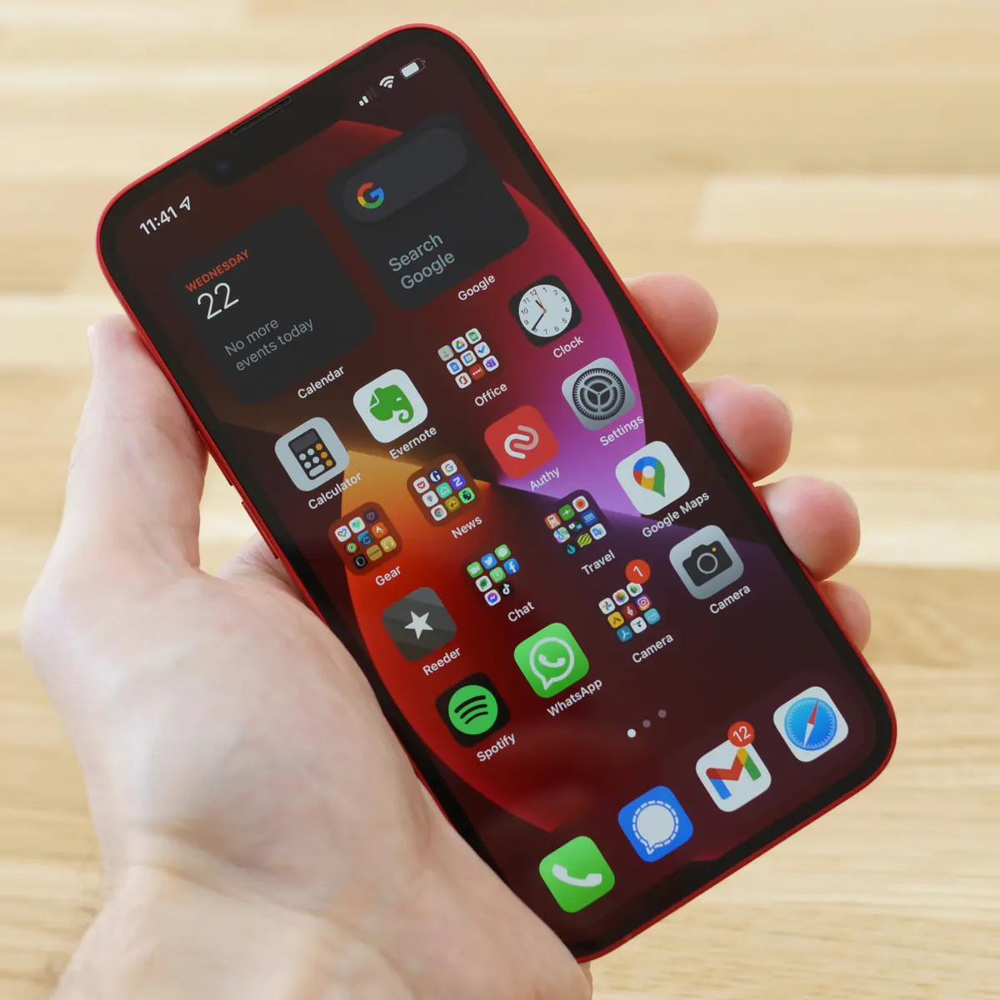 11:41
WEDNESDAY
22
No more
events today
Calendar
Search
Google
Google
Calculator
Evernote
Office
Clock
Gear
News
Authy
Settings
Reeder
Chat
Travel
Google Maps
Spotify
WhatsApp
1
Camera
Camera
12